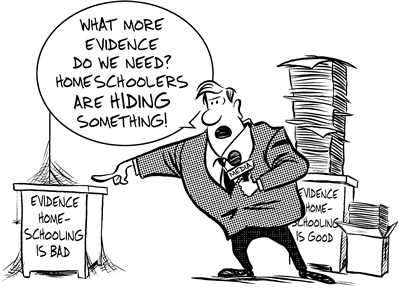 WHAT MORE
EVIDENCE
DO WE NEED?
HOMESCHOOLERS
ARE HIDING
SOMETHING!
MEDIA
EVIDENCE
HOME-
SCHOOLING
IS BAD
EVIDENCE
HOME-
SCHOOLING
IS GOOD